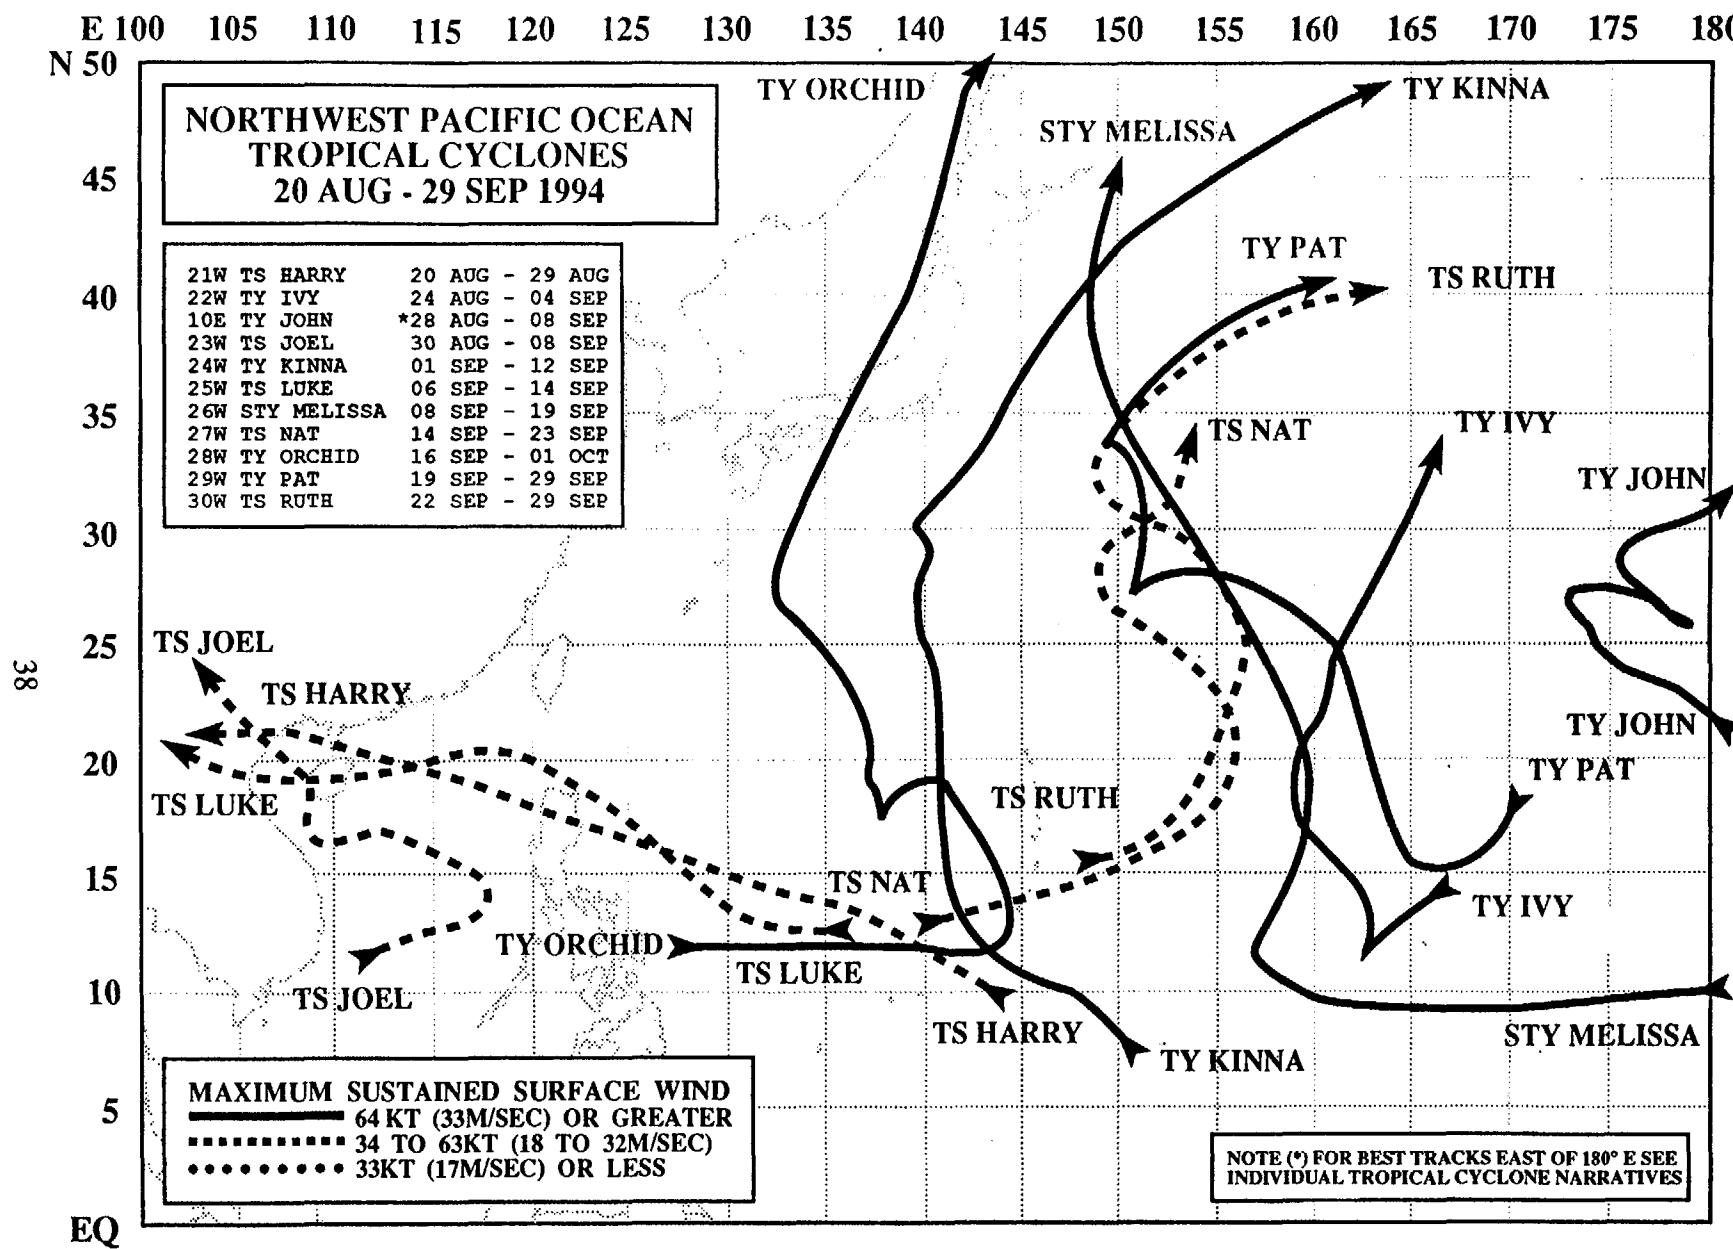 E 100 105 110 115 120 125 130 135 140 145 150 155 160 165 170 175 180
N 50
45
40
35
30
25
20
15
10
5
EQ
NORTHWEST PACIFIC OCEAN
TROPICAL CYCLONES
20 AUG - 29 SEP 1994
21W TS HARRY 20 AUG - 29 AUG
22W TY IVY 24 AUG - 04 SEP
10E TY JOHN *28 AUG - 08 SEP
23W TS JOEL 30 AUG - 08 SEP
24W TY KINNA 01 SEP - 12 SEP
25W TS LUKE 06 SEP - 14 SEP
26W STY MELISSA 08 SEP - 19 SEP
27W TS NAT 14 SEP - 23 SEP
28W TY ORCHID 16 SEP - 01 OCT
29W TY PAT 19 SEP - 29 SEP
30W TS RUTH 22 SEP - 29 SEP
TY ORCHID
TY KINNA
STY MELISSA
TY PAT
TS RUTH
TS NAT
TY IVY
TY JOHN
38
TS JOEL
TS HARRY
TY JOHN
TY PAT
TS LUKE
TS RUTH
TS NAT
TY IVY
TY ORCHID
TS LUKE
TS JOEL
TS HARRY
STY MELISSA
TY KINNA
MAXIMUM SUSTAINED SURFACE WIND
64 KT (33M/SEC) OR GREATER
34 TO 63KT (18 TO 32M/SEC)
33KT (17M/SEC) OR LESS
NOTE (*) FOR BEST TRACKS EAST OF 180° E SEE
INDIVIDUAL TROPICAL CYCLONE NARRATIVES